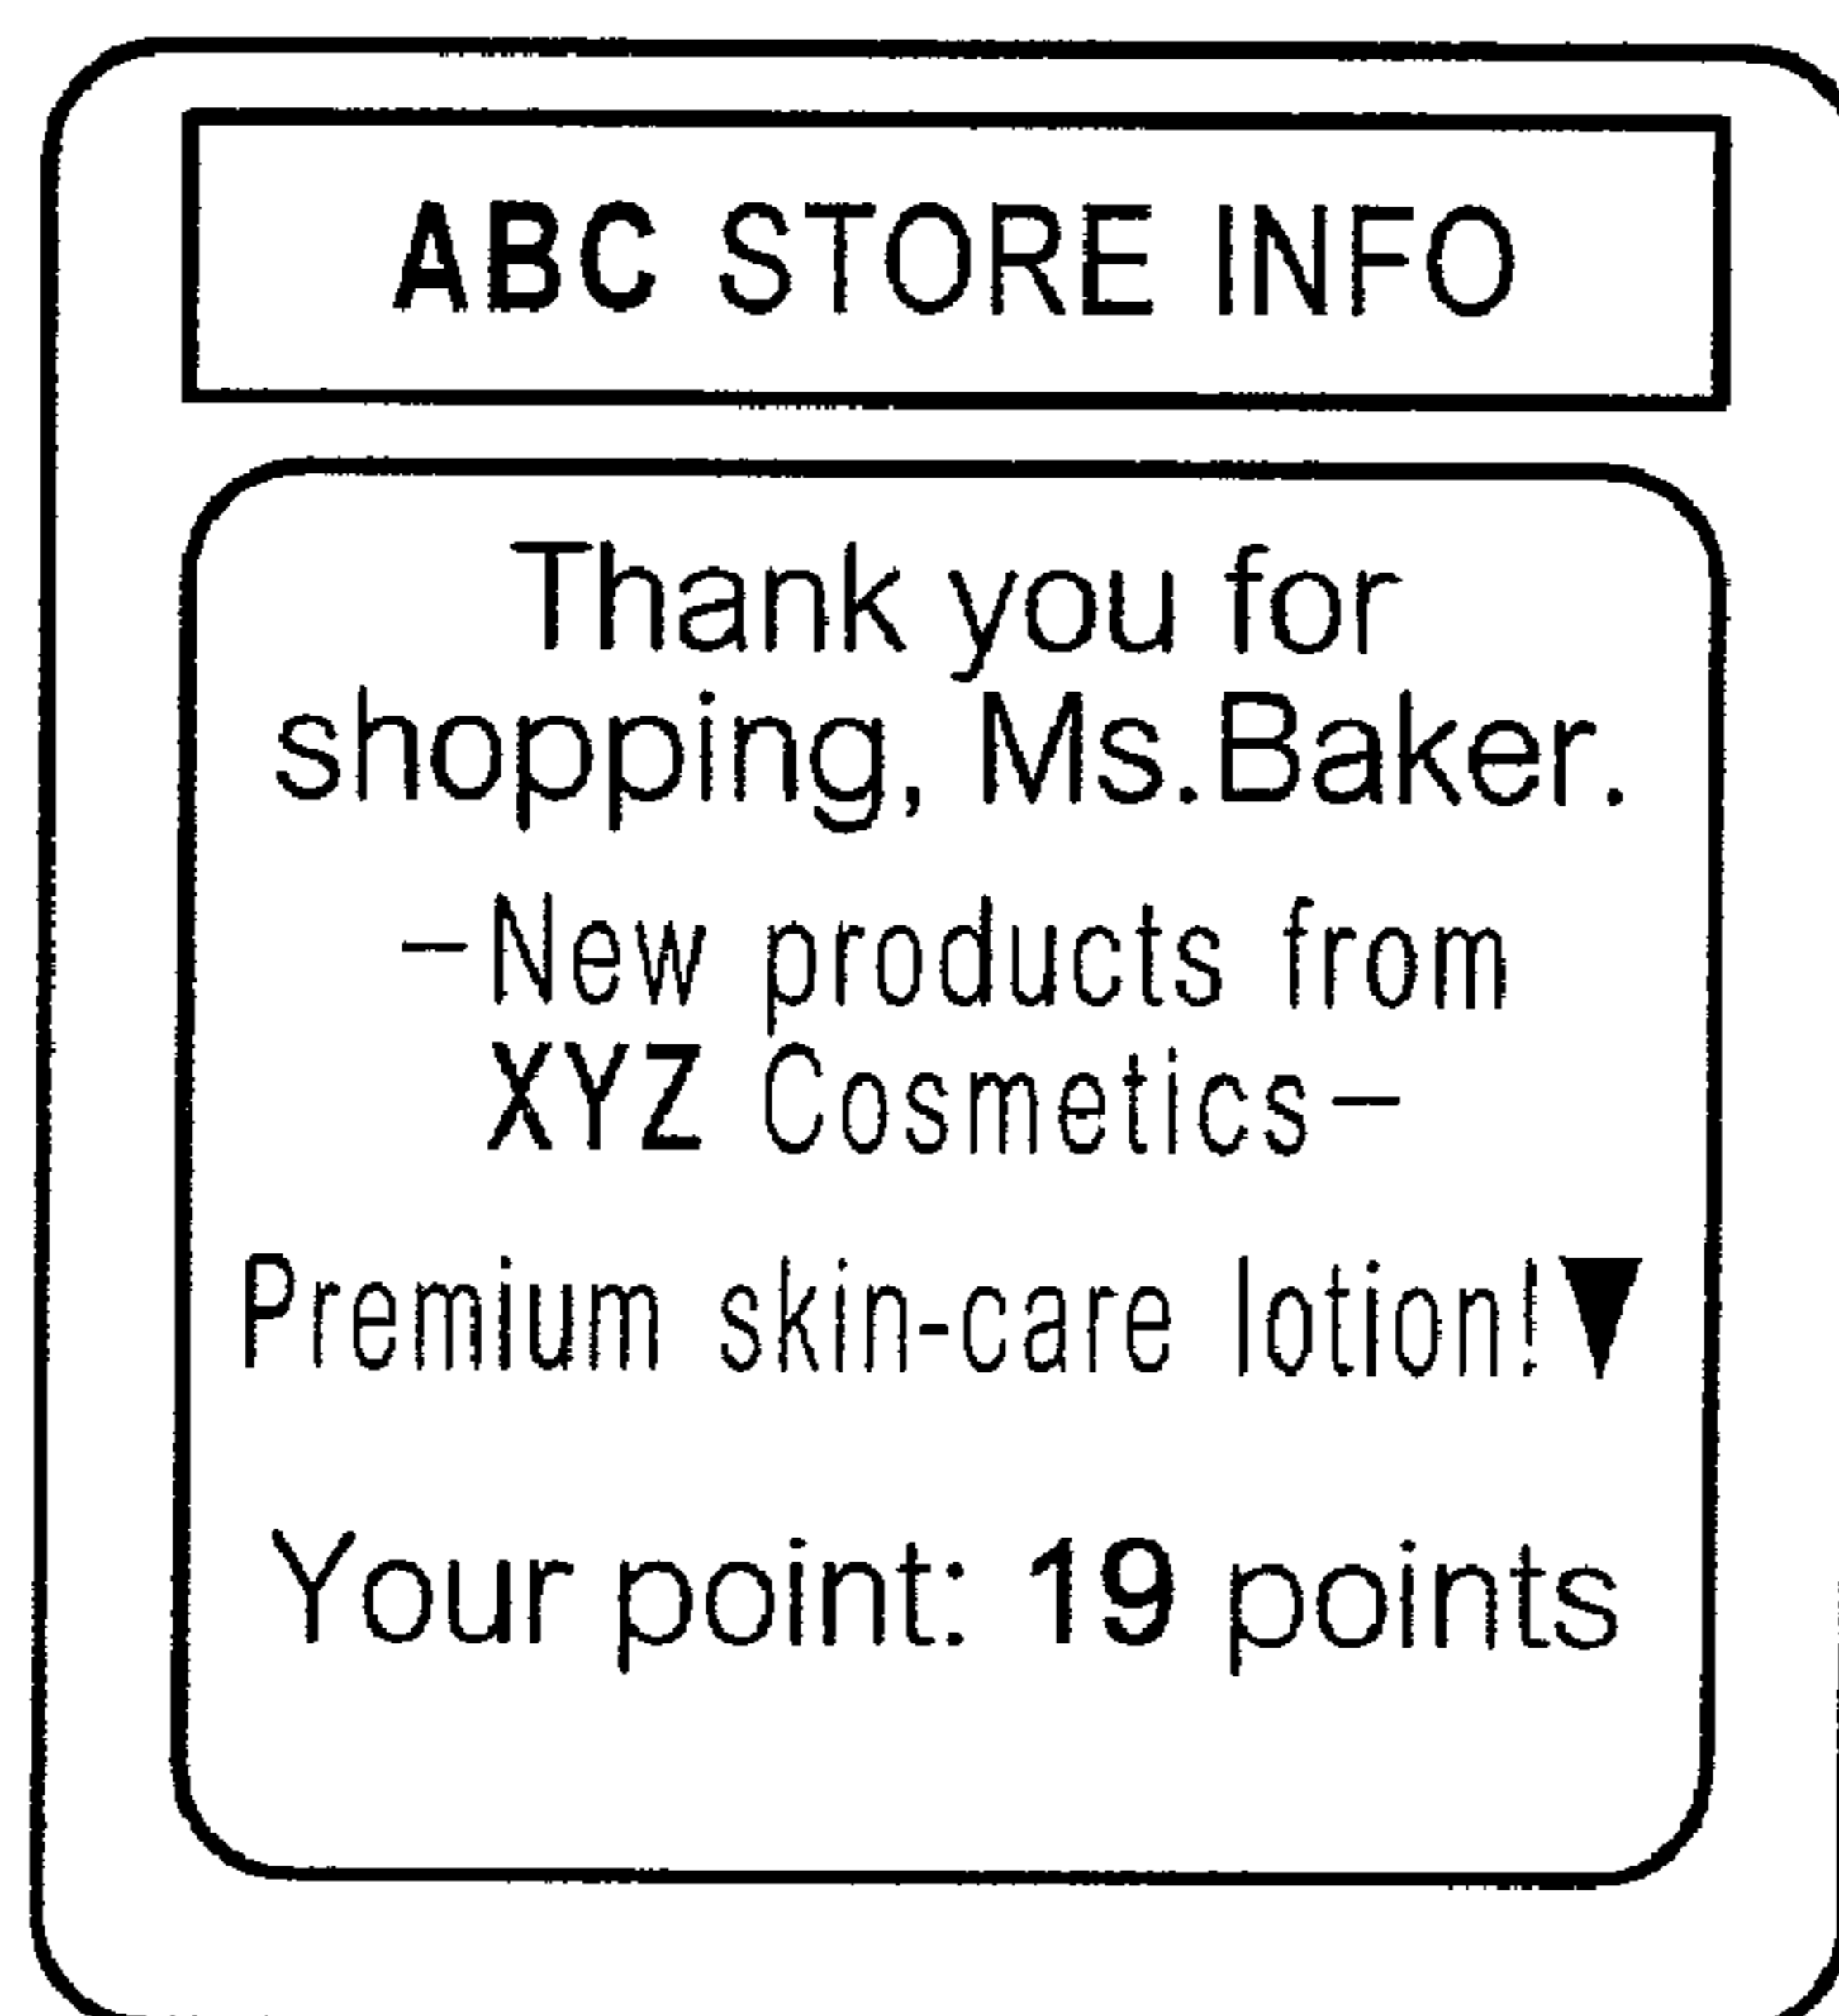 ABC STORE INFO
Thank you for
shopping, Ms.Baker.
–New products from
XYZ Cosmetics–
Premium skin-care lotion!▼
Your point: 19 points